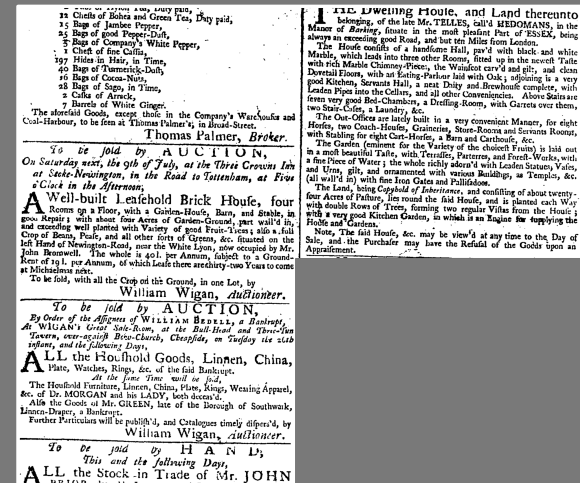 12 Chests of Bohea and Green Tea, Duty paid,
15 Bags of Jambee Pepper,
25 Bags of good Pepper-Dust,
3 Bags of Company's White Pepper,
1 Chest of fine Cassia,
197 Hides in Hair, in Time,
40 Bags of Turmerick-Dust,
16 Bags of Cocoa-Nuts,
28 Bags of Sago, in Time,
2 Casks of Arrack,
7 Barrels of White Ginger.
The aforesaid Goods, except those in the Company's Warehouses and
Coal-Harbour, to be seen at Thomas Palmer's, in Broad-Street.
Thomas Palmer, Broker.
To be sold by AUCTION,
On Saturday next, the 9th of July, at the Three Crowns Inn
at Stoke-Newington, in the Road to Tottenham, at Five
o'Clock in the Afternoon,
A Well-built Leasehold Brick House, four
Rooms on a Floor, with a Garden-House, Barn, and Stable, in
good Repair; with about four Acres of Garden-Ground, part wall'd in,
and exceeding well planted with Variety of good Fruit-Trees; also a full
Crop of Beans, Pease, and all other sorts of Greens, &c. situated on the
left Hand of Newington-Road, near the White Lyon, now occupied by Mr.
John Bromwell. The whole is 40l. per Annum, subject to a Ground-
Rent of 19 l. per Annum, of which Lease there are thirty-two Years to come
at Michaelmas next.
To be sold, with all the Crop on the Ground, in one Lot, by
William Wigan, Auctioneer.
To be sold by AUCTION,
By Order of the Assignees of WILLIAM BEDELL, a Bankrupt,
At WIGAN's Great Sale-Room, at the Bull-Head and Three-Tun
Tavern, over-against Bow-Church, Cheapside, on Tuesday the 26th
instant, and the following Days,
ALL the Houshold Goods, Linnen, China,
Plate, Watches, Rings, &c. of the said Bankrupt.
At the same Time will be sold,
The Houshold Furniture, Linnen, China, Plate, Rings, Wearing Apparel,
&c. of Dr. MORGAN and his LADY, both deceas'd.
Also the Goods of Mr. GREEN, late of the Borough of Southwark,
Linnen-Draper, a Bankrupt.
Further Particulars will be publish'd, and Catalogues timely dispers'd, by
William Wigan, Auctioneer.
To be sold by HAND,
This and the following Days,
ALL the Stock in Trade of Mr. JOHN
THE Dwelling House, and Land thereunto
belonging, of the late Mr. TELLES, call'd HEDOMANS, in the
Manor of Barking, situate in the most pleasant Part of ESSEX, being
always an exceeding good Road, and but ten Miles from London.
The House consists of a handsome Hall, pav'd with black and white
Marble, which leads into three other Rooms, fitted up in the newest Taste
with rich Marble Chimney-Pieces, the Wainscot carv'd and gilt, and clean
Dovetail Floors, with an Eating-Parlour laid with Oak; adjoining is a very
good Kitchen, Servants Hall, a neat Dairy and Brewhouse complete, with
Leaden Pipes into the Cellars, and all other Conveniencies. Above Stairs are
seven very good Bed-Chambers, a Dressing-Room, with Garrets over them,
two Stair-Cases, a Laundry, &c.
The Out-Offices are lately built in a very convenient Manner, for eight
Horses, two Coach-Houses, Graineries, Store-Rooms and Servants Rooms,
with Stabling for eight Cart-Horses, a Barn and Carthouse, &c.
The Garden (eminent for the Variety of the choicest Fruits) is laid out
in a most beautiful Taste, with Terrasses, Parterres, and Forest-Works, with
a fine Piece of Water; the whole richly adorn'd with Leaden Statues, Vases,
and Urns, gilt, and ornamented with various Buildings, as Temples, &c.
(all wall'd in) with fine Iron Gates and Pallisadoes.
The Land, being Copyhold of Inheritance, and consisting of about twenty-
four Acres of Pasture, lies round the said House, and is planted each Way
with double Rows of Trees, forming two regular Vistas from the House;
with a very good Kitchen Garden, in which is an Engine for supplying the
House and Gardens.
Note, The said House, &c. may be view'd at any time to the Day of
Sale, and the Purchaser may have the Refusal of the Goods upon an
Appraisement.